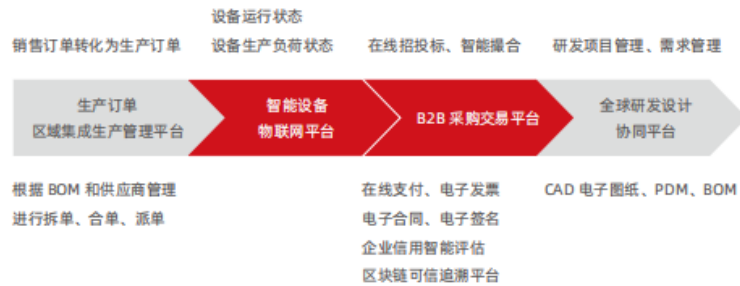 设备运行状态
销售订单转化为生产订单
设备生产负荷状态
在线招投标、智能撮合
研发项目管理、需求管理
生产订单
区域集成生产管理平台
智能设备
物联网平台
B2B 采购交易平台
全球研发设计
协同平台
根据 BOM 和供应商管理
进行拆单、合单、派单
在线支付、电子发票
电子合同、电子签名
企业信用智能评估
区块链可信追溯平台
CAD 电子图纸、PDM、BOM